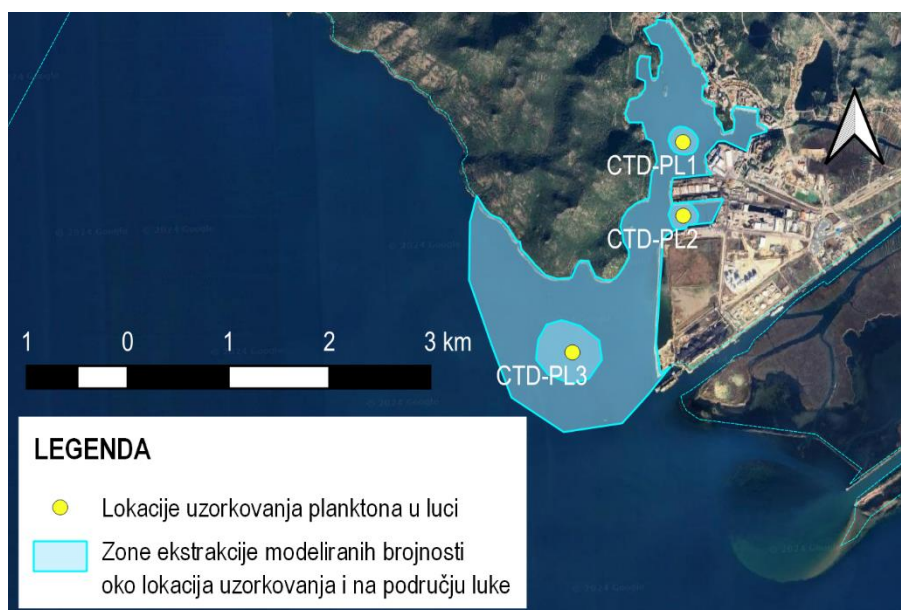 CTD-PL1
CTD-PL2
1 0 1 2 3 km
CTD-PL3
LEGENDA
Lokacije uzorkovanja planktona u luci
Zone ekstrakcije modeliranih brojnosti
oko lokacija uzorkovanja i na području luke